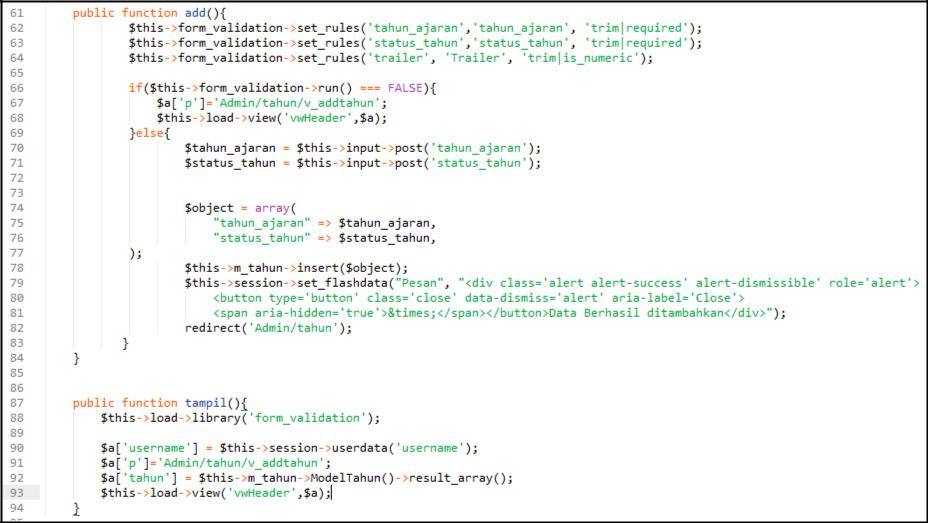 61 public function add(){
62 $this->form_validation->set_rules('tahun_ajaran','tahun_ajaran', 'trim|required');
63 $this->form_validation->set_rules('status_tahun','status_tahun', 'trim|required');
64 $this->form_validation->set_rules('trailer', 'Trailer', 'trim|is_numeric');
65
66 if($this->form_validation->run() === FALSE){
67 $a['p']='Admin/tahun/v_addtahun';
68 $this->load->view('vwHeader',$a);
69 }else{
70 $tahun_ajaran = $this->input->post('tahun_ajaran');
71 $status_tahun = $this->input->post('status_tahun');
72
73
74 $object = array(
75 "tahun_ajaran" => $tahun_ajaran,
76 "status_tahun" => $status_tahun,
77 );
78 $this->m_tahun->insert($object);
79 $this->session->set_flashdata("Pesan", "<div class='alert alert-success' alert-dismissible' role='alert'>
80 <button type='button' class='close' data-dismiss='alert' aria-label='Close'>
81 <span aria-hidden='true'>&times;</span></button>Data Berhasil ditambahkan</div>");
82 redirect('Admin/tahun');
83 }
84 }
85
86
87 public function tampil(){
88 $this->load->library('form_validation');
89
90 $a['username'] = $this->session->userdata('username');
91 $a['p']='Admin/tahun/v_addtahun';
92 $a['tahun'] = $this->m_tahun->ModelTahun()->result_array();
93 $this->load->view('vwHeader',$a);
94 }